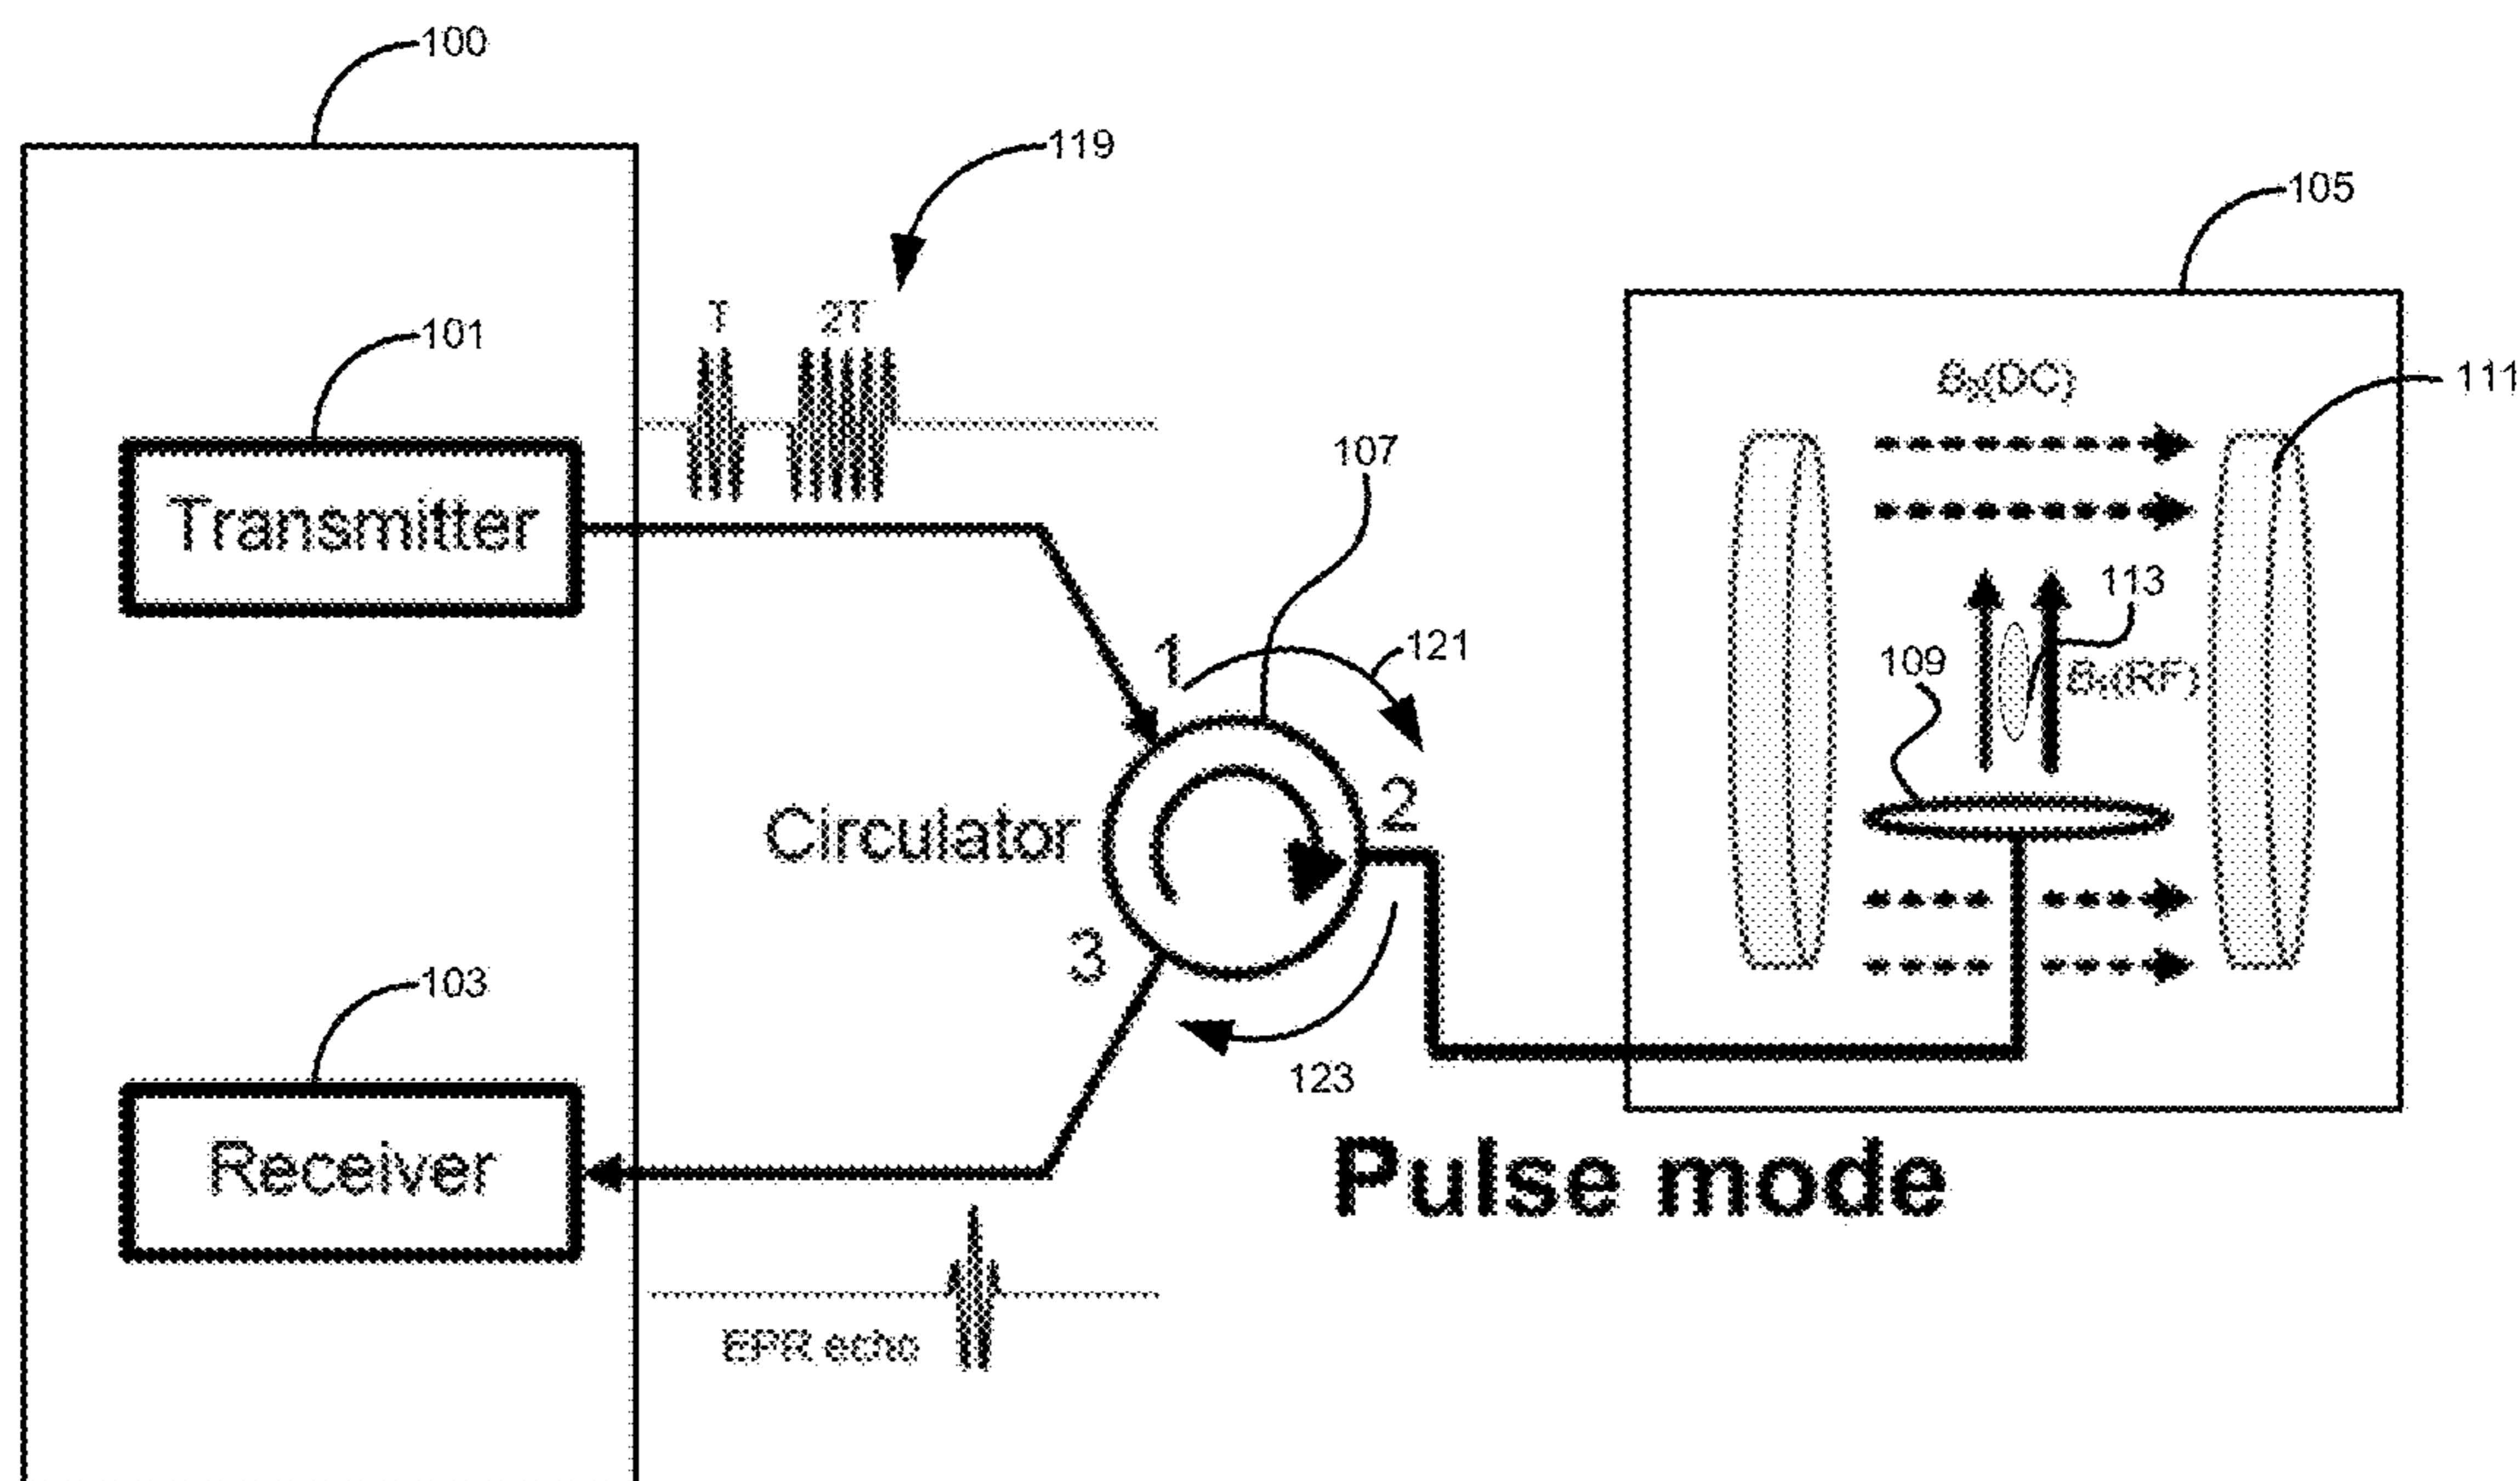 100
119
105
T
2T
101
B₀(DC)
111
Transmitter
107
113
1
121
109
B₁(RF)
2
Circulator
3
103
123
Receiver
Pulse mode
EPR echo